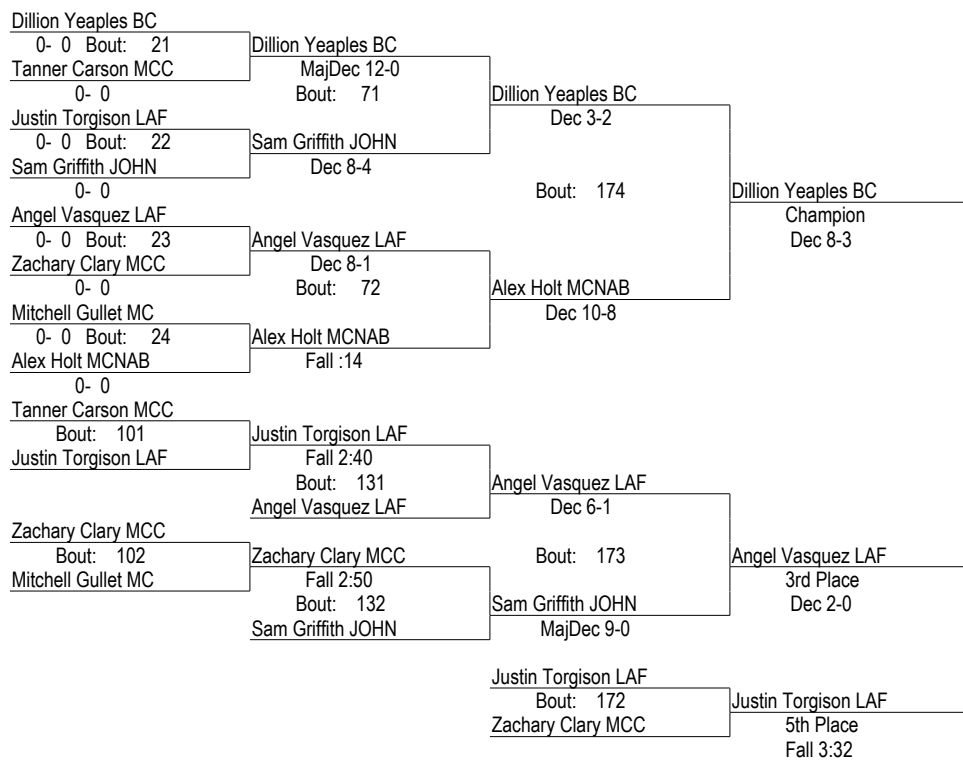 Dillion Yeaples BC
0- 0 Bout: 21
Dillion Yeaples BC
Tanner Carson MCC
MajDec 12-0
0- 0
Bout: 71
Dillion Yeaples BC
Justin Torgison LAF
Dec 3-2
0- 0 Bout: 22
Sam Griffith JOHN
Sam Griffith JOHN
Dec 8-4
0- 0
Bout: 174
Dillion Yeaples BC
Angel Vasquez LAF
Champion
0- 0 Bout: 23
Angel Vasquez LAF
Dec 8-3
Zachary Clary MCC
Dec 8-1
0- 0
Bout: 72
Alex Holt MCNAB
Mitchell Gullet MC
Dec 10-8
0- 0 Bout: 24
Alex Holt MCNAB
Alex Holt MCNAB
Fall :14
0- 0
Tanner Carson MCC
Bout: 101
Justin Torgison LAF
Justin Torgison LAF
Fall 2:40
Bout: 131
Angel Vasquez LAF
Angel Vasquez LAF
Dec 6-1
Zachary Clary MCC
Bout: 102
Zachary Clary MCC
Bout: 173
Angel Vasquez LAF
Mitchell Gullet MC
Fall 2:50
3rd Place
Bout: 132
Sam Griffith JOHN
Dec 2-0
Sam Griffith JOHN
MajDec 9-0
Justin Torgison LAF
Bout: 172
Justin Torgison LAF
Zachary Clary MCC
5th Place
Fall 3:32